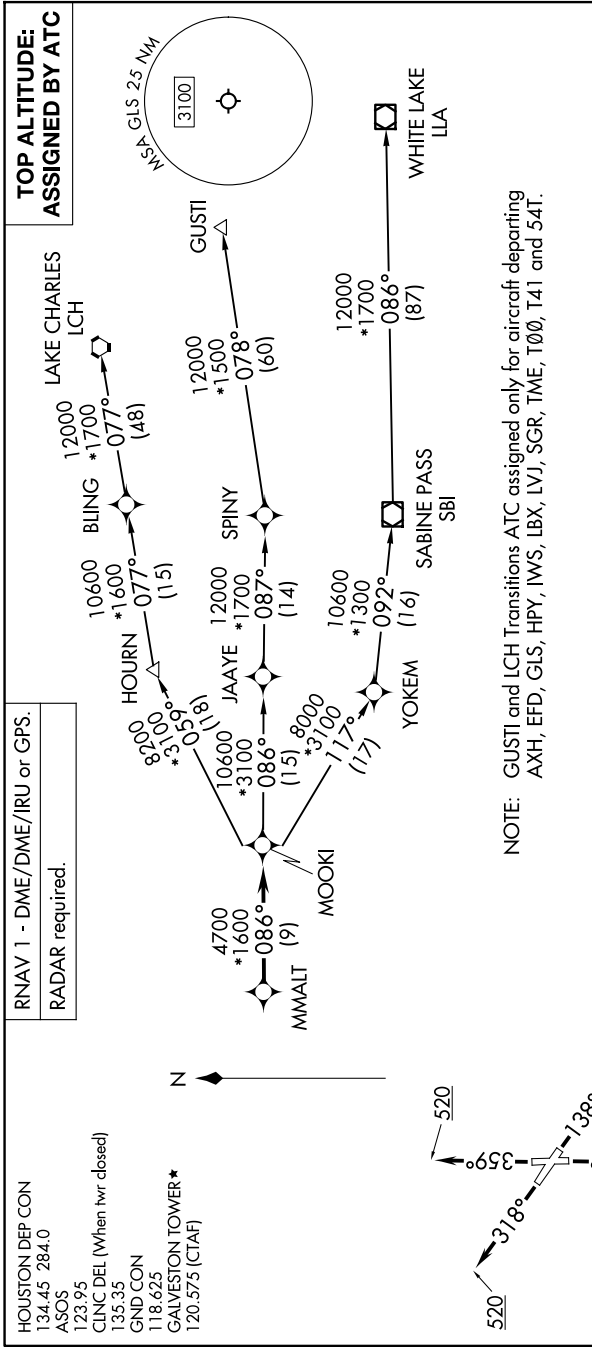 RNAV 1 - DME/DME/IRU or GPS.
RADAR required.
TOP ALTITUDE:
ASSIGNED BY ATC
HOUSTON DEP CON
134.45 284.0
ASOS
123.95
CLNC DEL (When twr closed)
135.35
GND CON
118.625
GALVESTON TOWER★
120.575 (CTAF)
N
MSA GLS 25 NM
3100
LAKE CHARLES
LCH
12000
*1700
077°
(48)
BLING
10600
*1600
077°
(15)
HOURN
8200
*3100
059°
(18)
GUSTI
12000
*1500
078°
(60)
SPINY
12000
*1700
087°
(14)
JAAYE
10600
*3100
086°
(15)
MOOKI
4700
*1600
086°
(9)
MMALT
8000
*3100
117°
(17)
YOKEM
10600
*1300
092°
(16)
SABINE PASS
SBI
12000
*1700
086°
(87)
WHITE LAKE
LLA
520
359°
318°
520
138°
NOTE: GUSTI and LCH Transitions ATC assigned only for aircraft departing
AXH, EFD, GLS, HPY, IWS, LBX, LVJ, SGR, TME, TØØ, T41 and 54T.